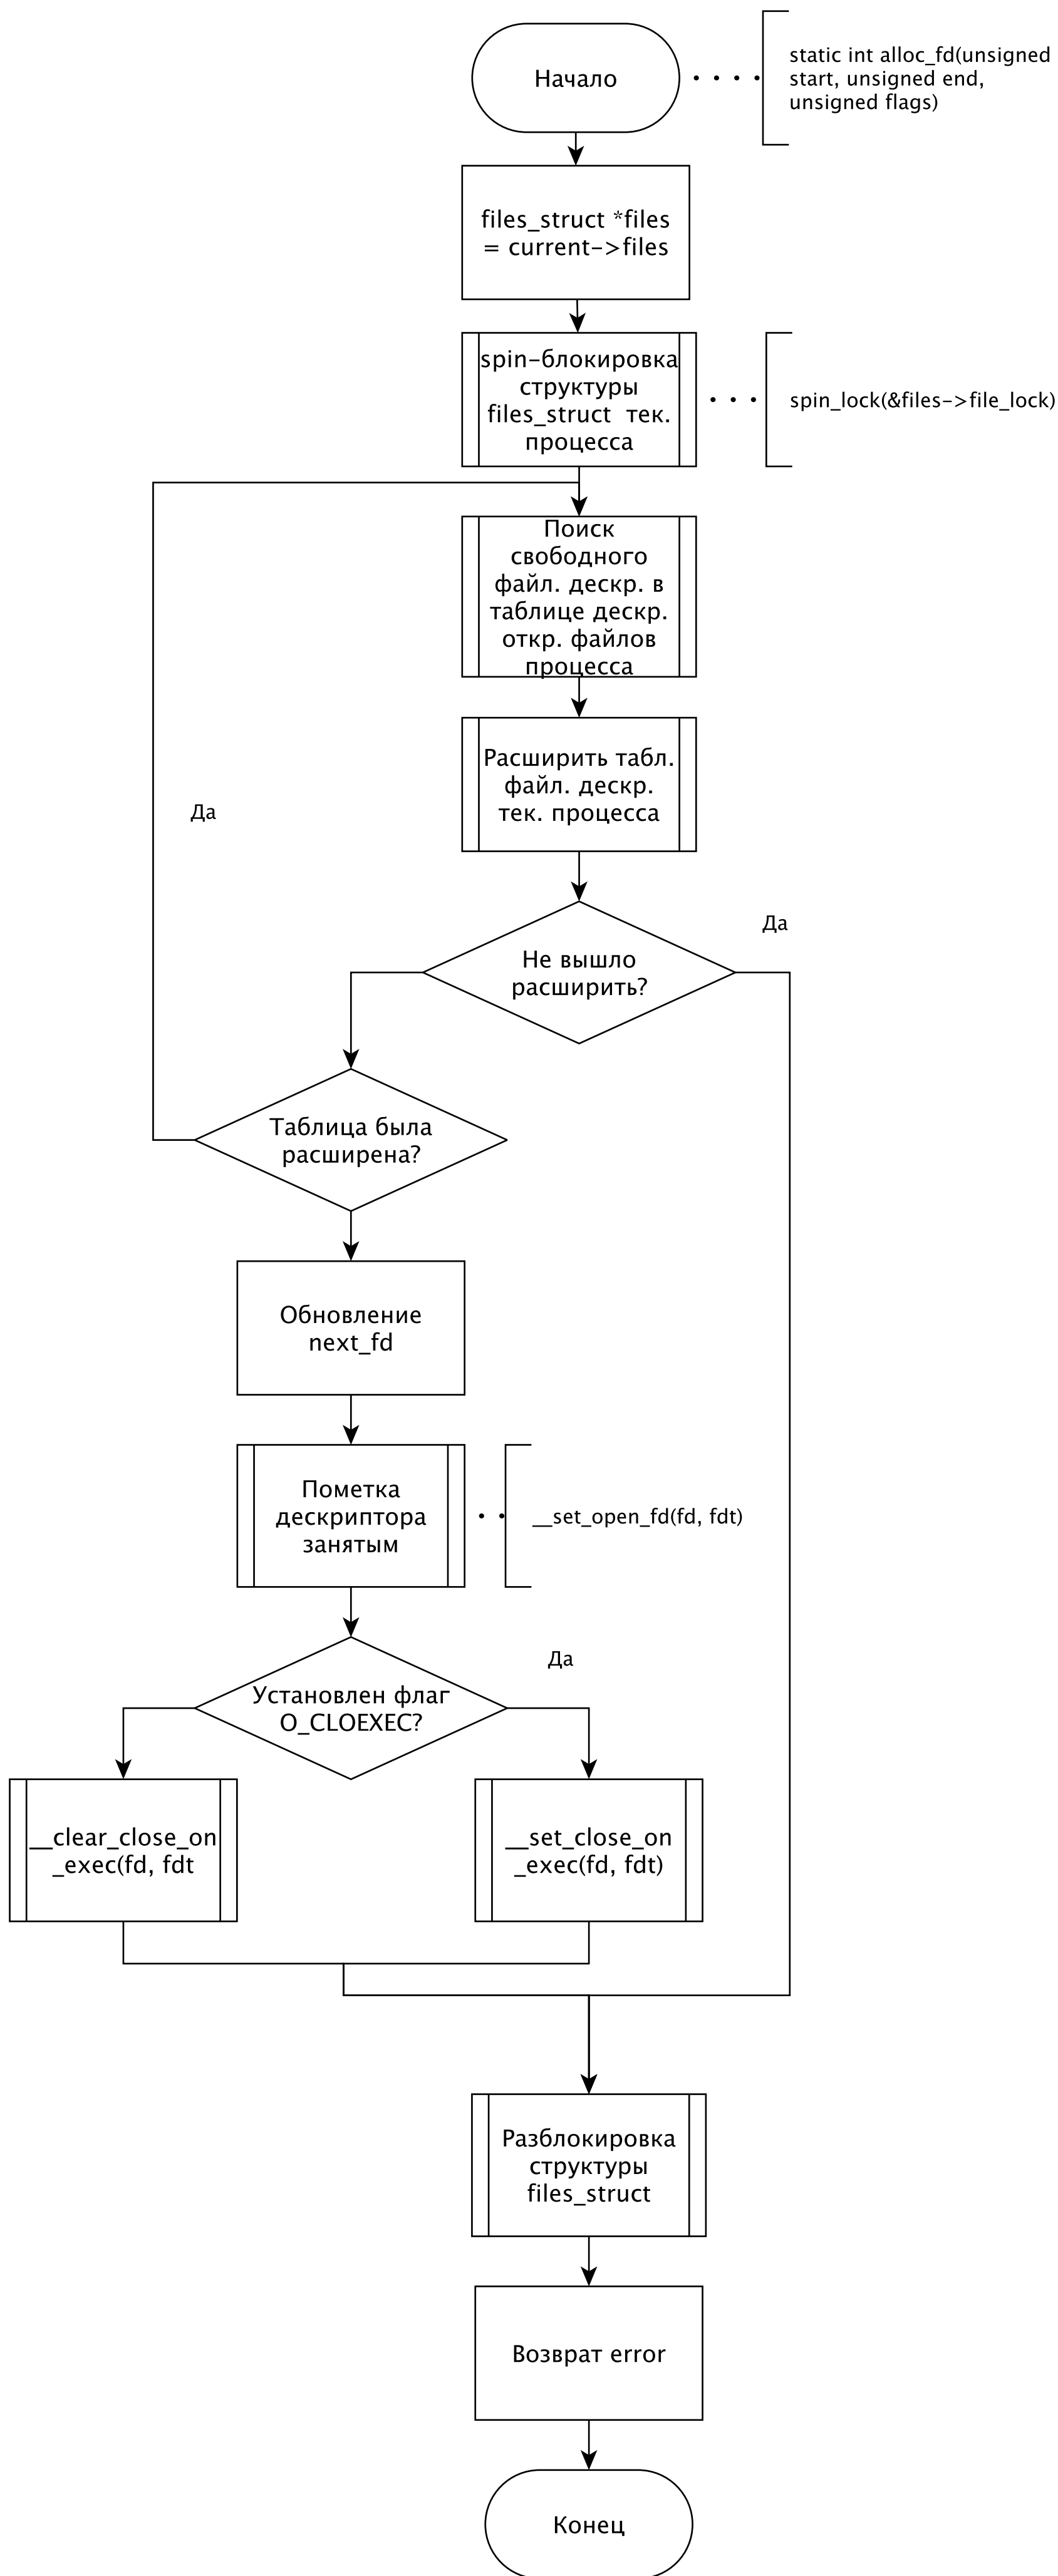 Начало
static int alloc_fd(unsigned
start, unsigned end,
unsigned flags)
files_struct *files
= current->files
spin-блокировка
структуры
files_struct тек.
процесса
spin_lock(&files->file_lock)
Поиск
свободного
файл. дескр. в
таблице дескр.
откр. файлов
процесса
Расширить табл.
файл. дескр.
тек. процесса
Да
Да
Не вышло
расширить?
Таблица была
расширена?
Обновление
next_fd
Пометка
дескриптора
занятым
__set_open_fd(fd, fdt)
Да
Установлен флаг
O_CLOEXEC?
__clear_close_on
_exec(fd, fdt
__set_close_on
_exec(fd, fdt)
Разблокировка
структуры
files_struct
Возврат error
Конец